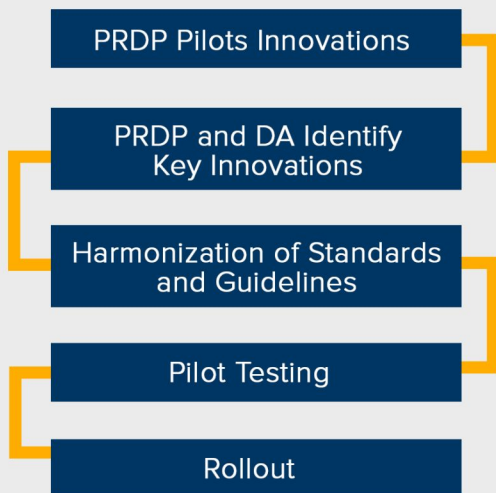 PRDP Pilots Innovations
PRDP and DA Identify
Key Innovations
Harmonization of Standards
and Guidelines
Pilot Testing
Rollout